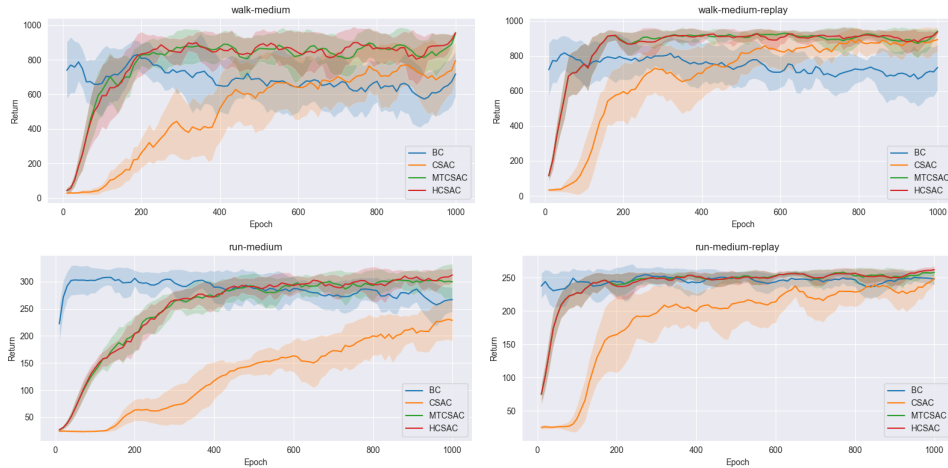 walk-medium
1000
800
600
400
200
0
Return
0 200 400 600 800 1000
Epoch
BC
CSAC
MTCSAC
HCSAC
walk-medium-replay
1000
800
600
400
200
0
Return
0 200 400 600 800 1000
Epoch
BC
CSAC
MTCSAC
HCSAC
run-medium
300
250
200
150
100
50
Return
0 200 400 600 800 1000
Epoch
BC
CSAC
MTCSAC
HCSAC
run-medium-replay
250
200
150
100
50
Return
0 200 400 600 800 1000
Epoch
BC
CSAC
MTCSAC
HCSAC